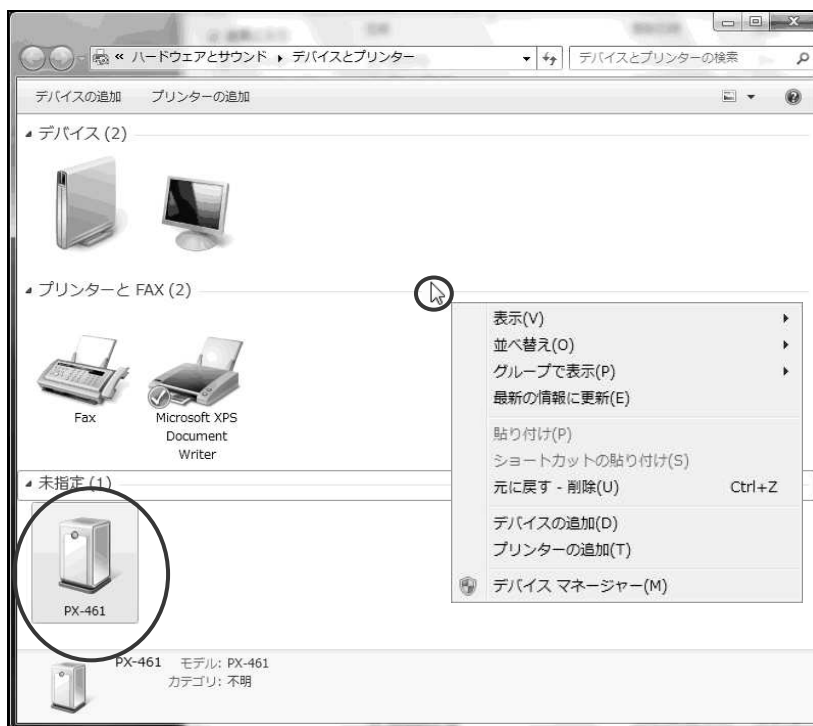 « ハードウェアとサウンド ▸ デバイスとプリンター
デバイスとプリンターの検索
デバイスの追加 プリンターの追加
デバイス (2)
プリンターと FAX (2)
Fax
Microsoft XPS
Document
Writer
表示(V)
並べ替え(O)
グループで表示(P)
最新の情報に更新(E)
貼り付け(P)
ショートカットの貼り付け(S)
元に戻す - 削除(U) Ctrl+Z
デバイスの追加(D)
プリンターの追加(T)
デバイス マネージャー(M)
未指定 (1)
PX-461
PX-461 モデル: PX-461
カテゴリ: 不明